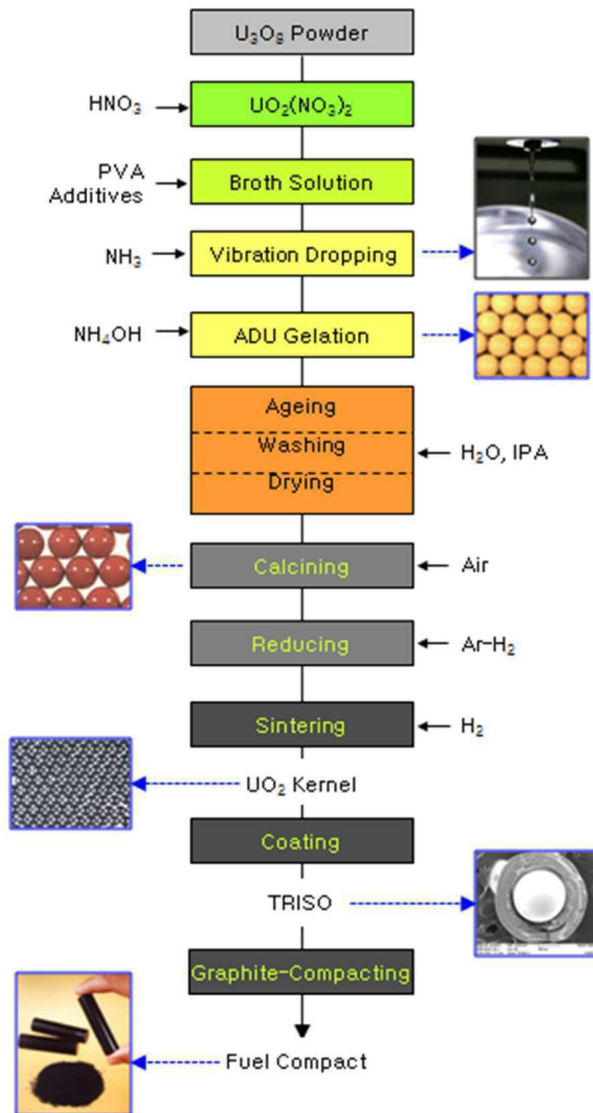 U₃O₈ Powder
HNO₃
UO₂(NO₃)₂
PVA
Additives
Broth Solution
NH₃
Vibration Dropping
NH₄OH
ADU Gelation
Ageing
Washing
Drying
H₂O, IPA
Calcining
Air
Reducing
Ar-H₂
Sintering
H₂
UO₂ Kernel
Coating
TRISO
Graphite-Compacting
Fuel Compact